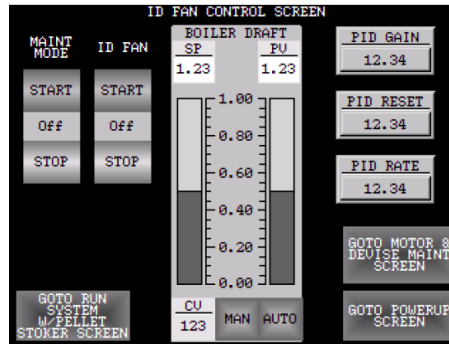 ID FAN CONTROL SCREEN
MAINT
MODE
ID FAN
START
START
Off
Off
STOP
STOP
BOILER DRAFT
SP
PV
1.23
1.23
1.00
0.80
0.60
0.40
0.20
0.00
CV
123
MAN
AUTO
PID GAIN
12.34
PID RESET
12.34
PID RATE
12.34
GOTO MOTOR &
DEVISE MAINT
SCREEN
GOTO RUN
SYSTEM
W/PELLET
STOKER SCREEN
GOTO POWERUP
SCREEN